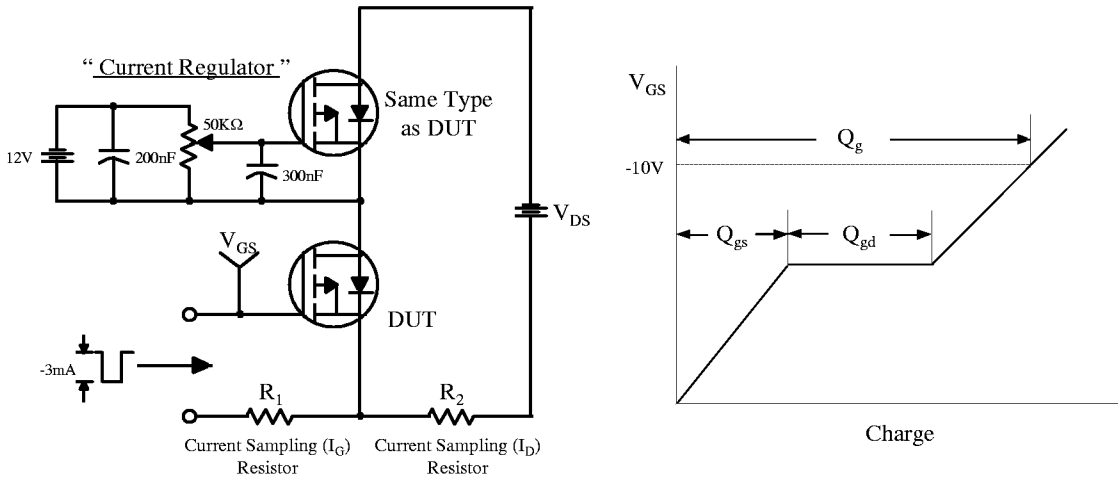 “ Current Regulator ”
12V
200nF
50KΩ
300nF
Same Type
as DUT
V_DS
V_GS
DUT
-3mA
R_1
R_2
Current Sampling (I_G)
Resistor
Current Sampling (I_D)
Resistor
V_GS
Q_g
-10V
Q_gs
Q_gd
Charge